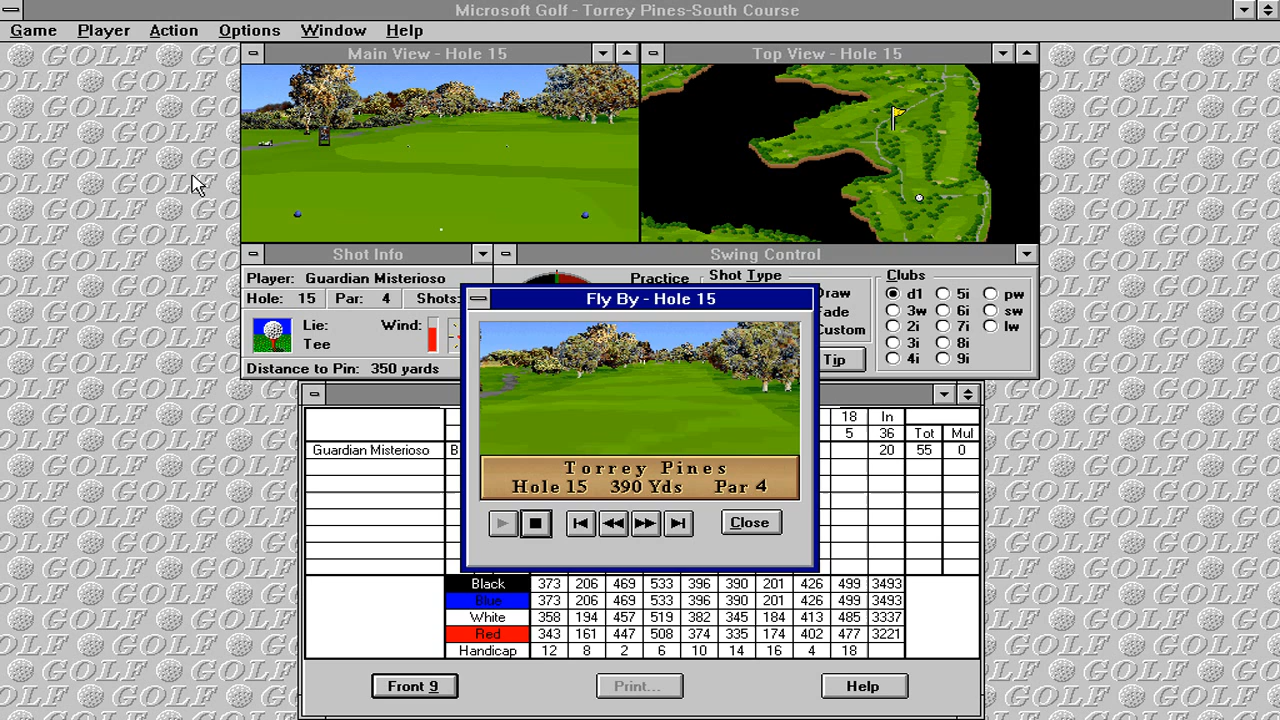 Microsoft Golf - Torrey Pines-South Course
Game Player Action Options Window Help
Main View - Hole 15
Top View - Hole 15
Shot Info
Swing Control
Player: Guardian Misterioso
Hole: 15 Par: 4 Shots:
Lie: Tee
Wind:
Distance to Pin: 350 yards
Practice
Shot Type
Draw
Fade
Custom
Tip
Clubs
d1 5i pw
3w 6i sw
2i 7i lw
3i 8i
4i 9i
Fly By - Hole 15
Torrey Pines
Hole 15 390 Yds Par 4
Close
18 In
5 36 Tot Mul
Guardian Misterioso B 20 55 0
Black 373 206 469 533 396 390 201 426 499 3493
Blue 373 206 469 533 396 390 201 426 499 3493
White 358 194 457 519 382 345 184 413 485 3337
Red 343 161 447 508 374 335 174 402 477 3221
Handicap 12 8 2 6 10 14 16 4 18
Front 9 Print... Help
GOLF